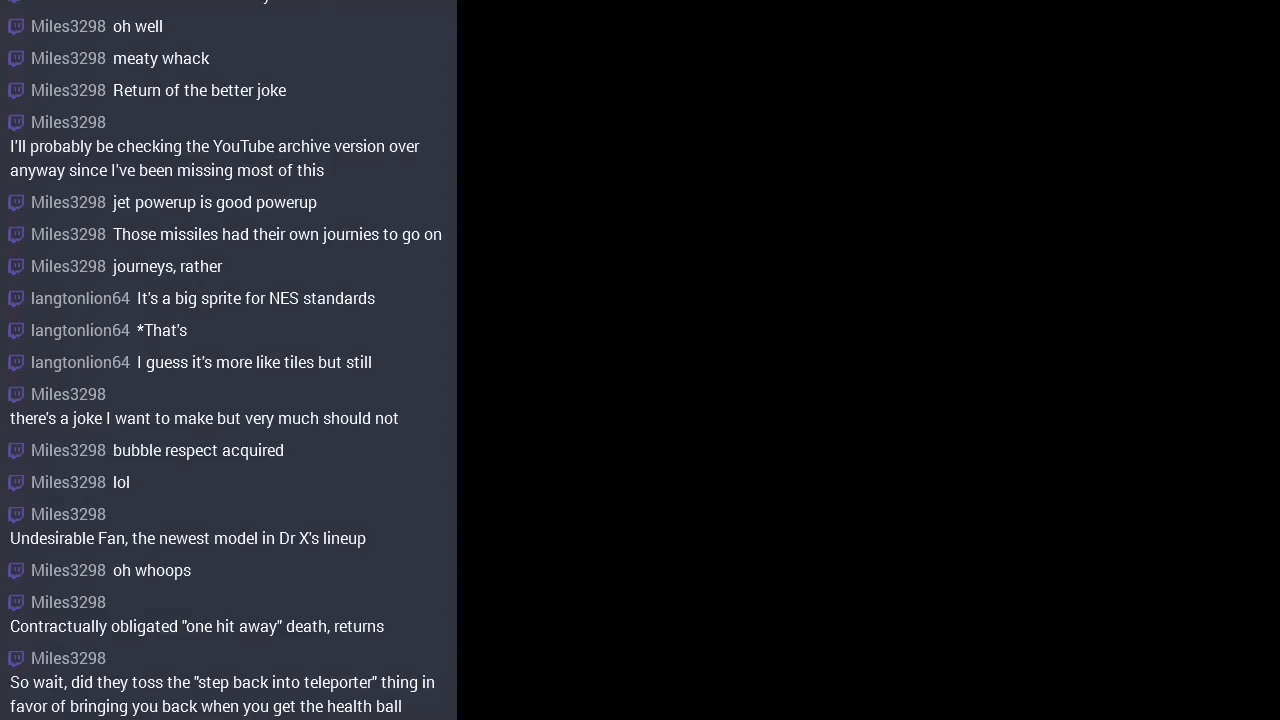 Miles3298 oh well
Miles3298 meaty whack
Miles3298 Return of the better joke
Miles3298
I'll probably be checking the YouTube archive version over
anyway since I've been missing most of this
Miles3298 jet powerup is good powerup
Miles3298 Those missiles had their own journies to go on
Miles3298 journeys, rather
langtonlion64 It's a big sprite for NES standards
langtonlion64 *That's
langtonlion64 I guess it's more like tiles but still
Miles3298
there's a joke I want to make but very much should not
Miles3298 bubble respect acquired
Miles3298 lol
Miles3298
Undesirable Fan, the newest model in Dr X's lineup
Miles3298 oh whoops
Miles3298
Contractually obligated "one hit away" death, returns
Miles3298
So wait, did they toss the "step back into teleporter" thing in
favor of bringing you back when you get the health ball